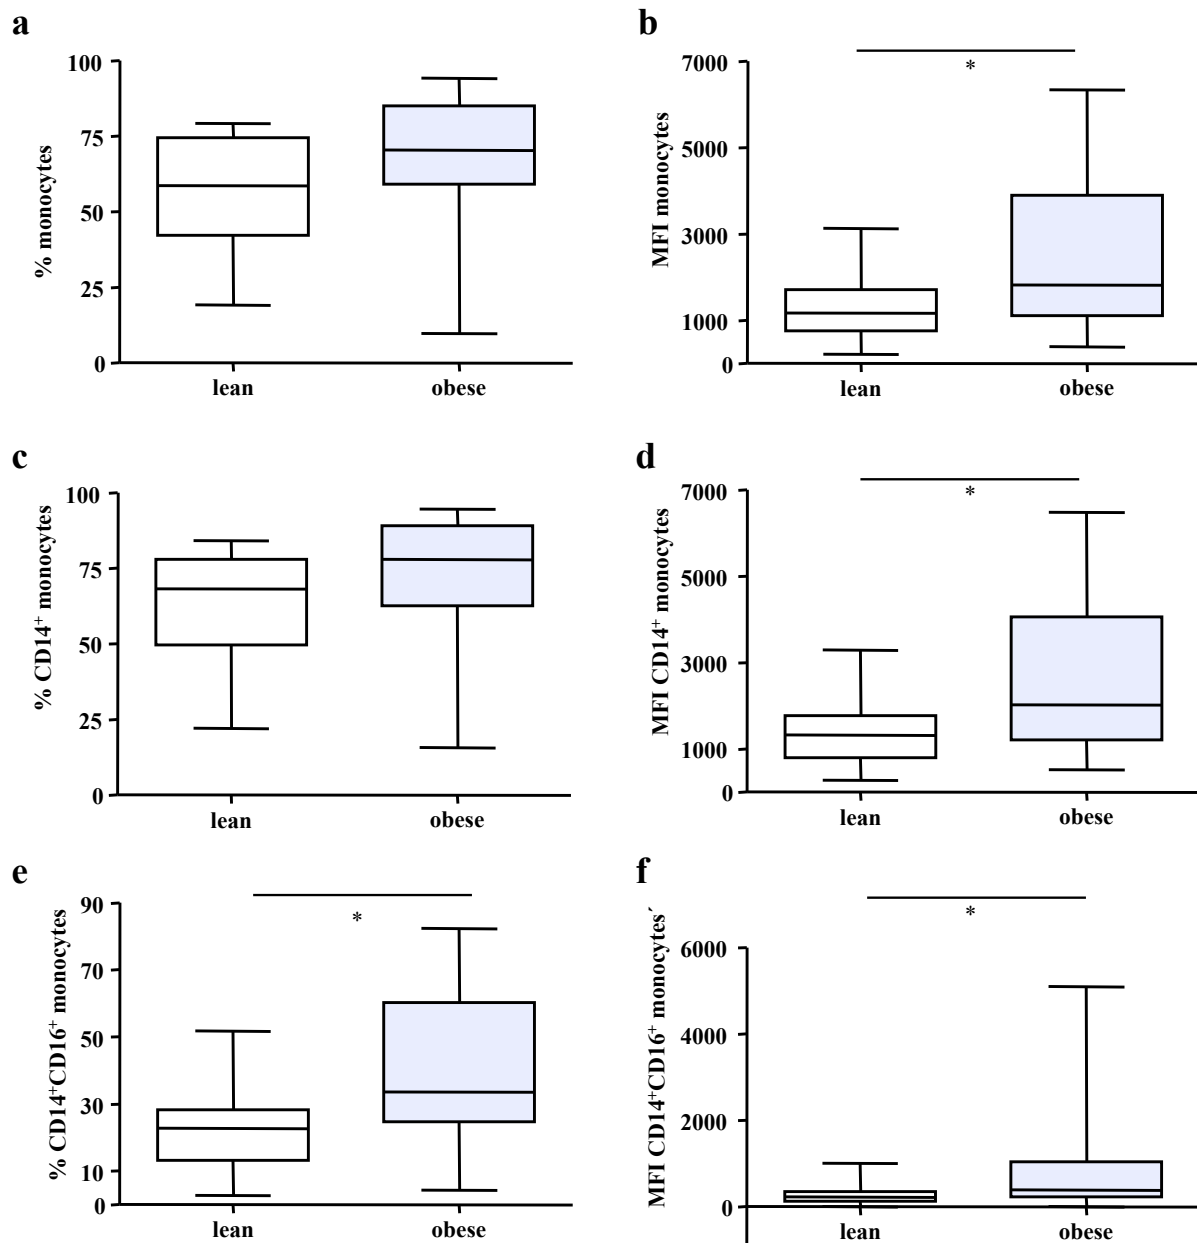 a
100
75
50
25
0
% monocytes
lean
obese
b
*
7000
5000
3000
1000
0
MFI monocytes
lean
obese
c
100
75
50
25
0
% CD14⁺ monocytes
lean
obese
d
*
7000
5000
3000
1000
0
MFI CD14⁺ monocytes
lean
obese
e
*
90
70
50
30
10
0
% CD14⁺CD16⁺ monocytes
lean
obese
f
*
6000
4000
2000
0
MFI CD14⁺CD16⁺ monocytes´
lean
obese